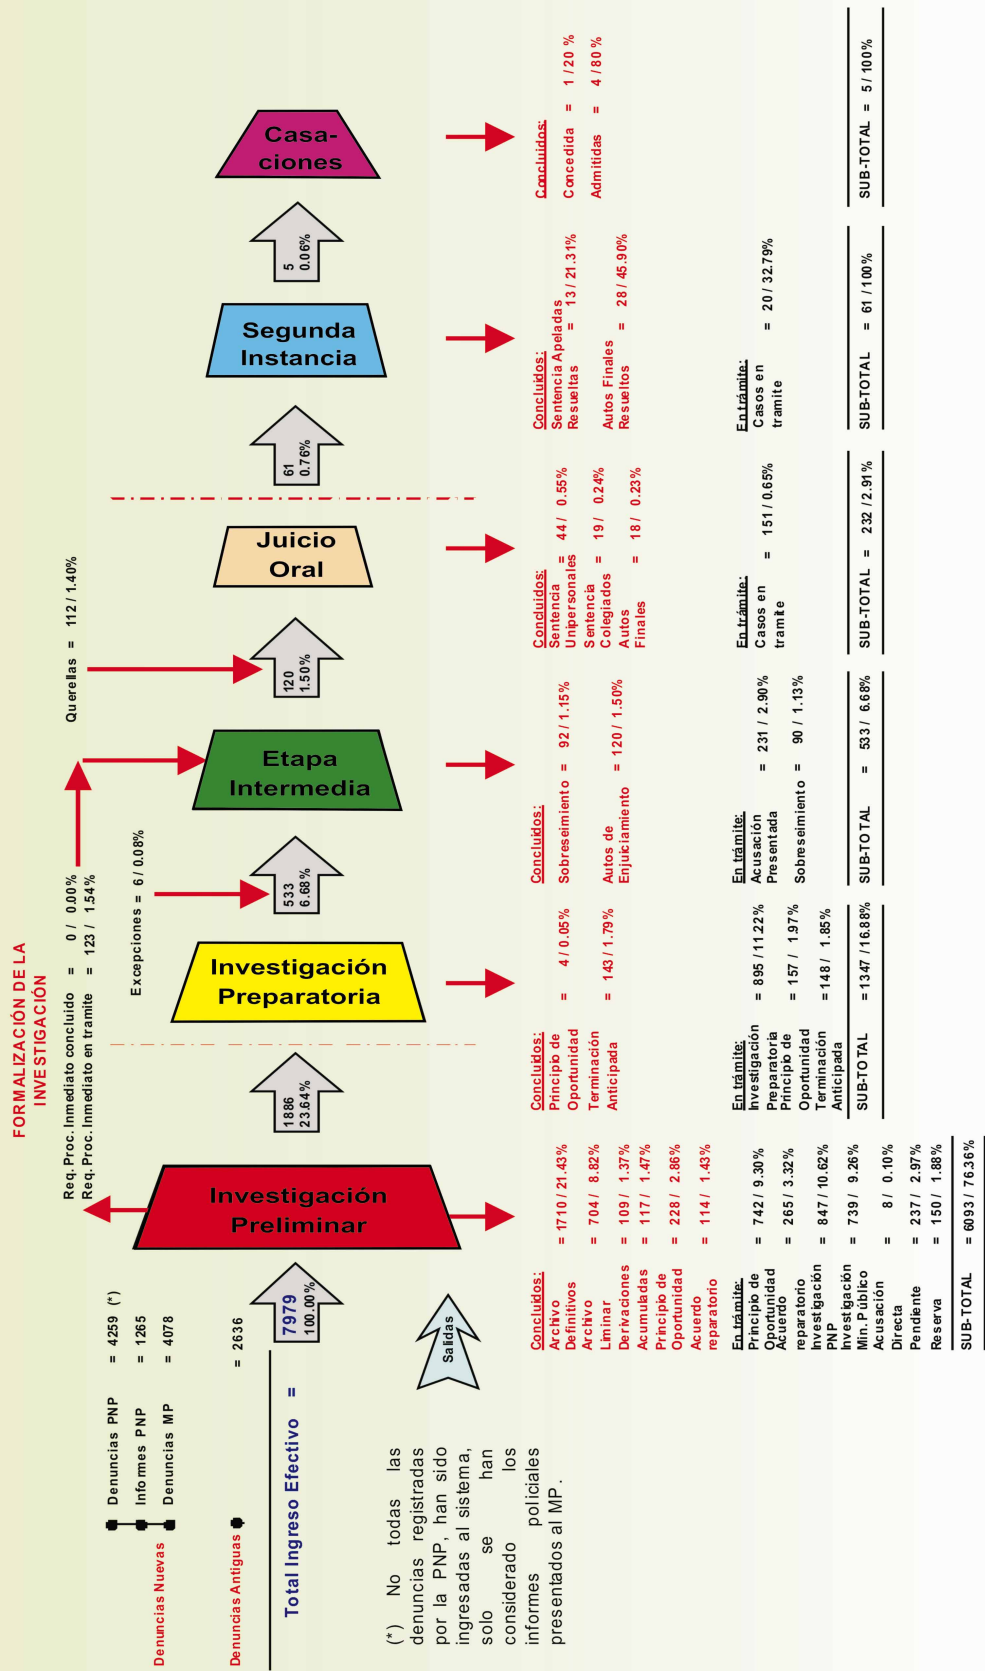 FORMALIZACIÓN DE LA
INVESTIGACIÓN
Req. Proc. Inmediato concluido = 0 / 0.00%
Req. Proc. Inmediato en tramite = 123 / 1.54%
Querellas = 112 / 1.40%
Excepciones = 6 / 0.08%
Denuncias Nuevas
Denuncias PNP = 4259 (*)
Informes PNP = 1265
Denuncias MP = 4078
Denuncias Antiguas
= 2636
Total Ingreso Efectivo =
7979
100.00%
Investigación
Preliminar
1886
23.64%
Investigación
Preparatoria
533
6.68%
Etapa
Intermedia
120
1.50%
Juicio
Oral
61
0.76%
Segunda
Instancia
5
0.06%
Casa-
ciones
(*) No todas las
denuncias registradas
por la PNP, han sido
ingresadas al sistema,
solo se han
considerado los
informes policiales
presentados al MP.
Salidas
Concluidos:
Archivo
Definitivos = 1710 / 21.43%
Archivo
Liminar = 704 / 8.82%
Derivaciones = 109 / 1.37%
Acumuladas = 117 / 1.47%
Principio de
Oportunidad = 228 / 2.86%
Acuerdo
reparatorio = 114 / 1.43%
En trámite:
Principio de
Oportunidad = 742 / 9.30%
Acuerdo
reparatorio = 265 / 3.32%
Investigación
PNP = 847 / 10.62%
Investigación
Min. Público = 739 / 9.26%
Acusación
Directa = 8 / 0.10%
Pendiente = 237 / 2.97%
Reserva = 150 / 1.88%
SUB-TOTAL = 6093 / 76.36%
Concluidos:
Principio de
Oportunidad = 4 / 0.05%
Terminación
Anticipada = 143 / 1.79%
En trámite:
Investigación = 895 / 11.22%
Preparatoria
Principio de = 157 / 1.97%
Oportunidad
Terminación = 148 / 1.85%
Anticipada
SUB-TOTAL = 1347 / 16.88%
Concluidos:
Sobreseimiento = 92 / 1.15%
Autos de
Enjuiciamiento = 120 / 1.50%
En trámite:
Acusación
Presentada = 231 / 2.90%
Sobreseimiento = 90 / 1.13%
SUB-TOTAL = 533 / 6.68%
Concluidos:
Sentencia
Unipersonales = 44 / 0.55%
Sentencia
Colegiados = 19 / 0.24%
Autos
Finales = 18 / 0.23%
En trámite:
Casos en
tramite = 151 / 0.65%
SUB-TOTAL = 232 / 2.91%
Concluidos:
Sentencia Apeladas
Resueltas = 13 / 21.31%
Autos Finales
Resueltos = 28 / 45.90%
En trámite:
Casos en
tramite = 20 / 32.79%
SUB-TOTAL = 61 / 100%
Concluidos:
Concedida = 1 / 20 %
Admitidas = 4 / 80 %
SUB-TOTAL = 5 / 100%